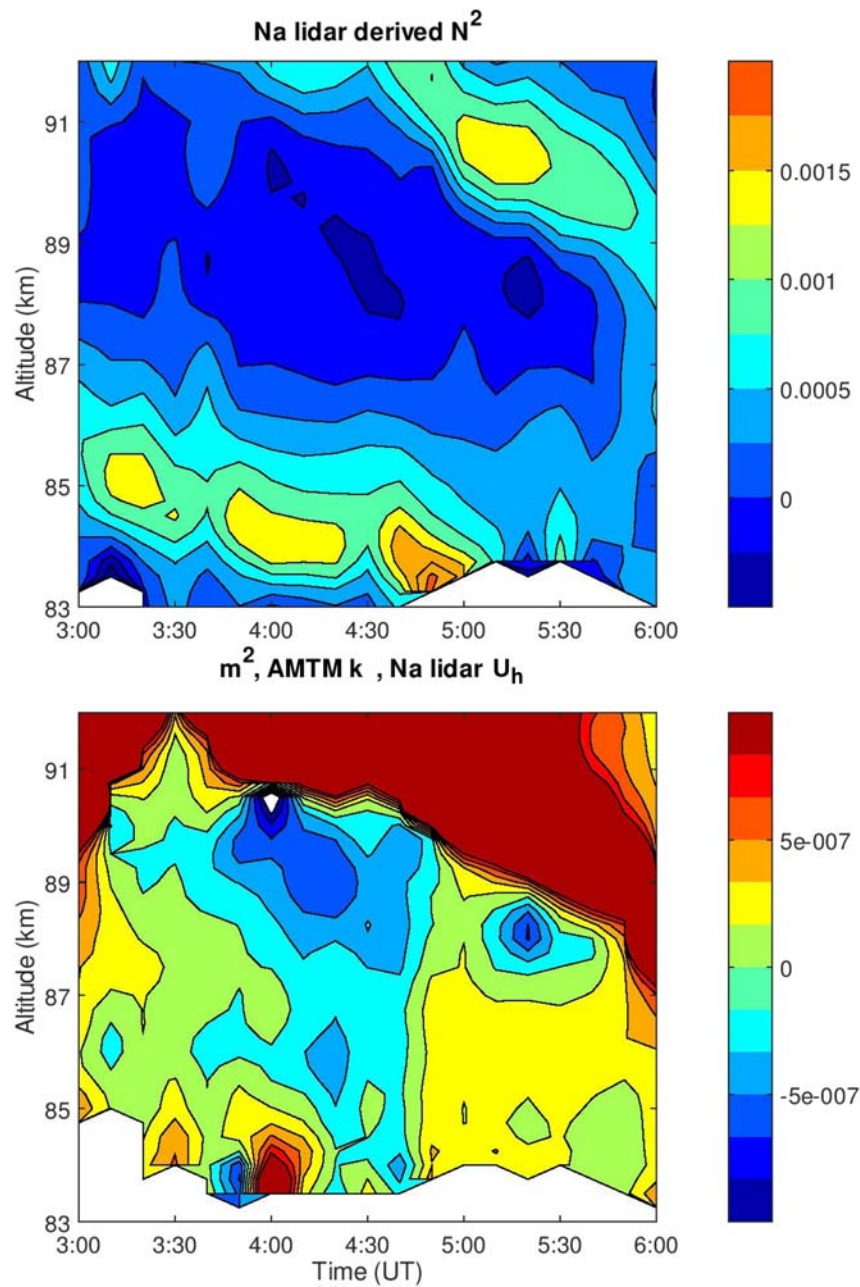 Na lidar derived N²
91
89
87
85
83
Altitude (km)
3:00 3:30 4:00 4:30 5:00 5:30 6:00
0.0015
0.001
0.0005
0
m², AMTM k , Na lidar U_h
91
89
87
85
83
Altitude (km)
3:00 3:30 4:00 4:30 5:00 5:30 6:00
Time (UT)
5e-007
0
-5e-007